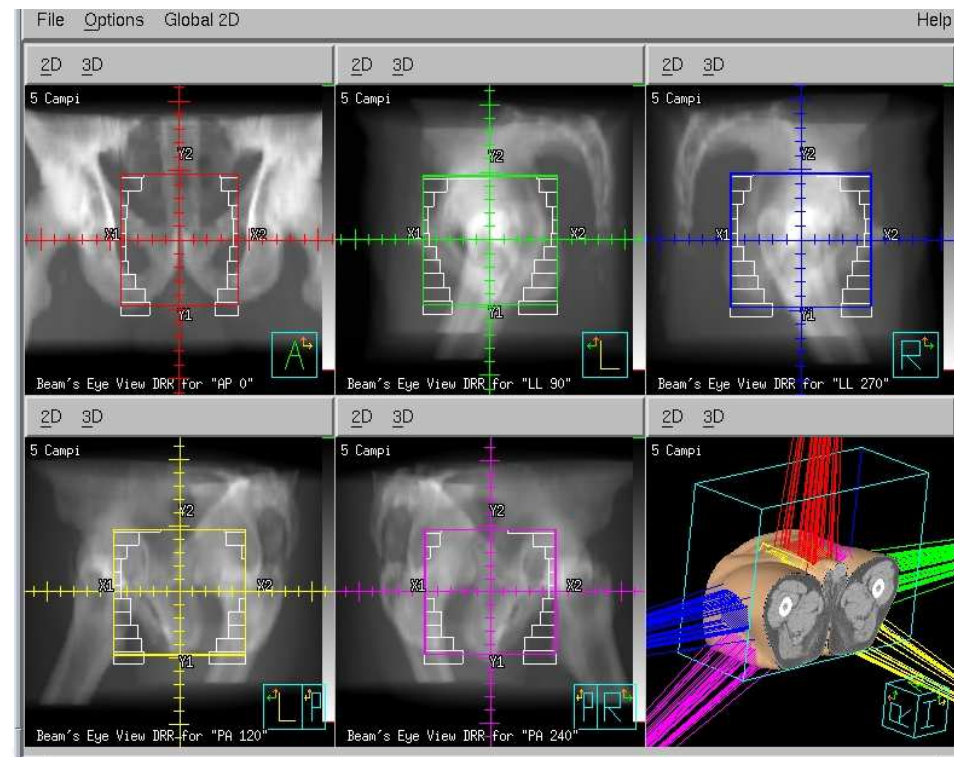 File Options Global 2D Help
2D 3D
2D 3D
2D 3D
5 Campi
Y2
X1 X2
Y1
A
Beam's Eye View DRR for "AP 0"
5 Campi
Y2
X1 X2
Y1
L
Beam's Eye View DRR for "LL 90"
5 Campi
Y2
X1 X2
Y1
R
Beam's Eye View DRR for "LL 270"
2D 3D
2D 3D
2D 3D
5 Campi
Y2
X1 X2
Y1
L P
Beam's Eye View DRR for "PA 120"
5 Campi
Y2
X1 X2
Y1
P R
Beam's Eye View DRR for "PA 240"
5 Campi
R I